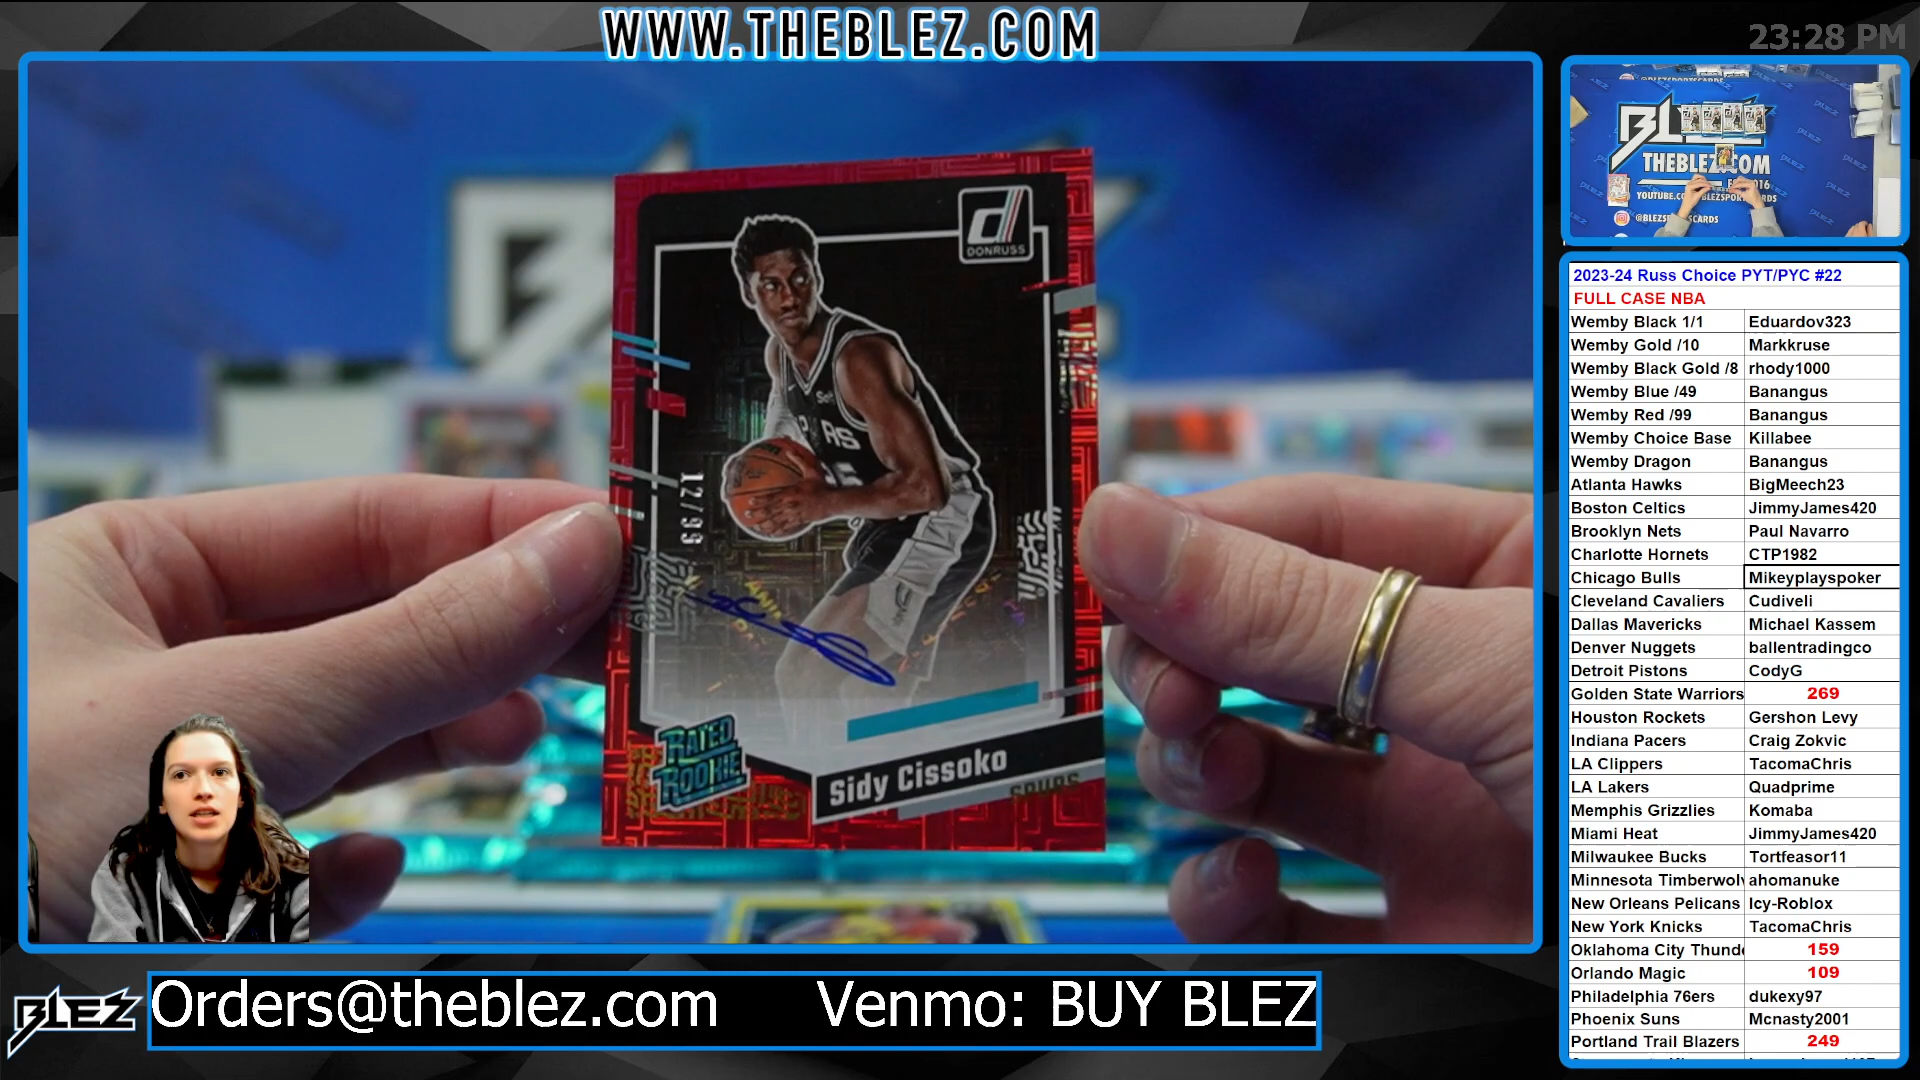 WWW.THEBLEZ.COM
23:28 PM
DONRUSS
12/99
RATED
ROOKIE
Sidy Cissoko
SPURS
BLEZ
THEBLEZ.COM
2023-24 Russ Choice PYT/PYC #22
FULL CASE NBA
Wemby Black 1/1 Eduardov323
Wemby Gold /10 Markkruse
Wemby Black Gold /8 rhody1000
Wemby Blue /49 Banangus
Wemby Red /99 Banangus
Wemby Choice Base Killabee
Wemby Dragon Banangus
Atlanta Hawks BigMeech23
Boston Celtics JimmyJames420
Brooklyn Nets Paul Navarro
Charlotte Hornets CTP1982
Chicago Bulls Mikeyplayspoker
Cleveland Cavaliers Cudiveli
Dallas Mavericks Michael Kassem
Denver Nuggets ballentradingco
Detroit Pistons CodyG
Golden State Warriors 269
Houston Rockets Gershon Levy
Indiana Pacers Craig Zokvic
LA Clippers TacomaChris
LA Lakers Quadprime
Memphis Grizzlies Komaba
Miami Heat JimmyJames420
Milwaukee Bucks Tortfeasor11
Minnesota Timberwolv ahomanuke
New Orleans Pelicans Icy-Roblox
New York Knicks TacomaChris
Oklahoma City Thunde 159
Orlando Magic 109
Philadelphia 76ers dukexy97
Phoenix Suns Mcnasty2001
Portland Trail Blazers 249
BLEZ
Orders@theblez.com Venmo: BUY BLEZ